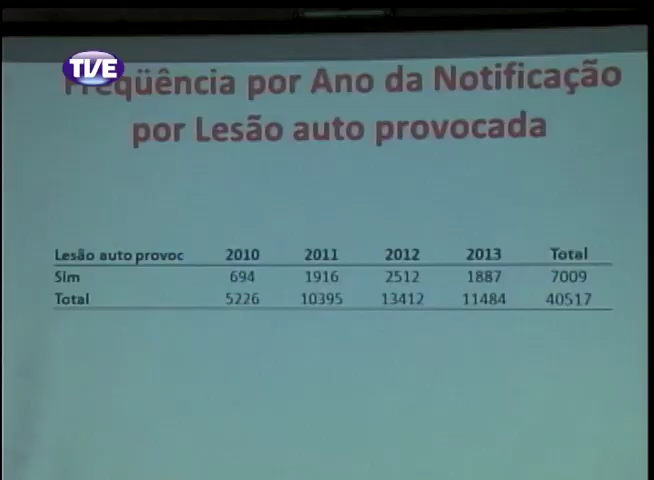 TVE
Freqüência por Ano da Notificação
por Lesão auto provocada
Lesão auto provoc 2010 2011 2012 2013 Total
Sim 694 1916 2512 1887 7009
Total 5226 10395 13412 11484 40517